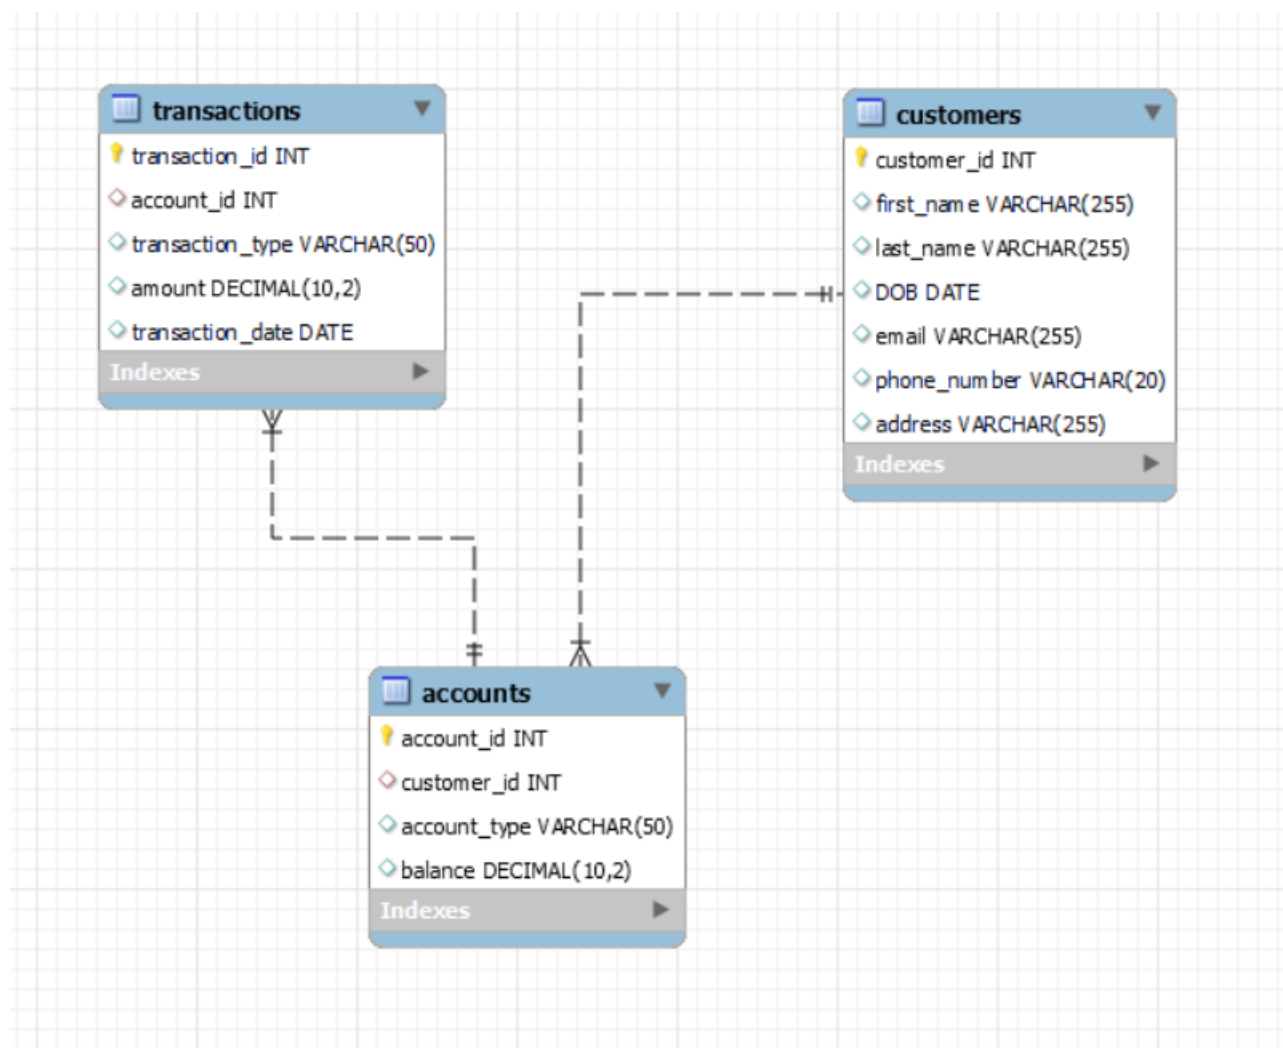 transactions
transaction_id INT
account_id INT
transaction_type VARCHAR(50)
amount DECIMAL(10,2)
transaction_date DATE
Indexes
customers
customer_id INT
first_name VARCHAR(255)
last_name VARCHAR(255)
DOB DATE
email VARCHAR(255)
phone_number VARCHAR(20)
address VARCHAR(255)
Indexes
accounts
account_id INT
customer_id INT
account_type VARCHAR(50)
balance DECIMAL(10,2)
Indexes